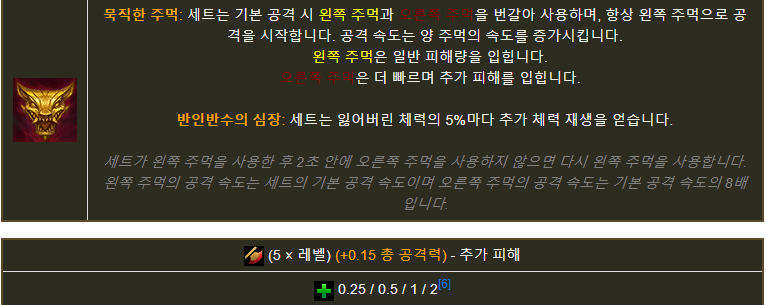 묵직한 주먹: 세트는 기본 공격 시 왼쪽 주먹과 오른쪽 주먹을 번갈아 사용하며, 항상 왼쪽 주먹으로 공
격을 시작합니다. 공격 속도는 양 주먹의 속도를 증가시킵니다.
왼쪽 주먹은 일반 피해량을 입힙니다.
오른쪽 주먹은 더 빠르며 추가 피해를 입힙니다.
반인반수의 심장: 세트는 잃어버린 체력의 5%마다 추가 체력 재생을 얻습니다.
세트가 왼쪽 주먹을 사용한 후 2초 안에 오른쪽 주먹을 사용하지 않으면 다시 왼쪽 주먹을 사용합니다.
왼쪽 주먹의 공격 속도는 세트의 기본 공격 속도이며 오른쪽 주먹의 공격 속도는 기본 공격 속도의 8배
입니다.
(5 × 레벨) (+0.15 총 공격력) - 추가 피해
0.25 / 0.5 / 1 / 2[6]